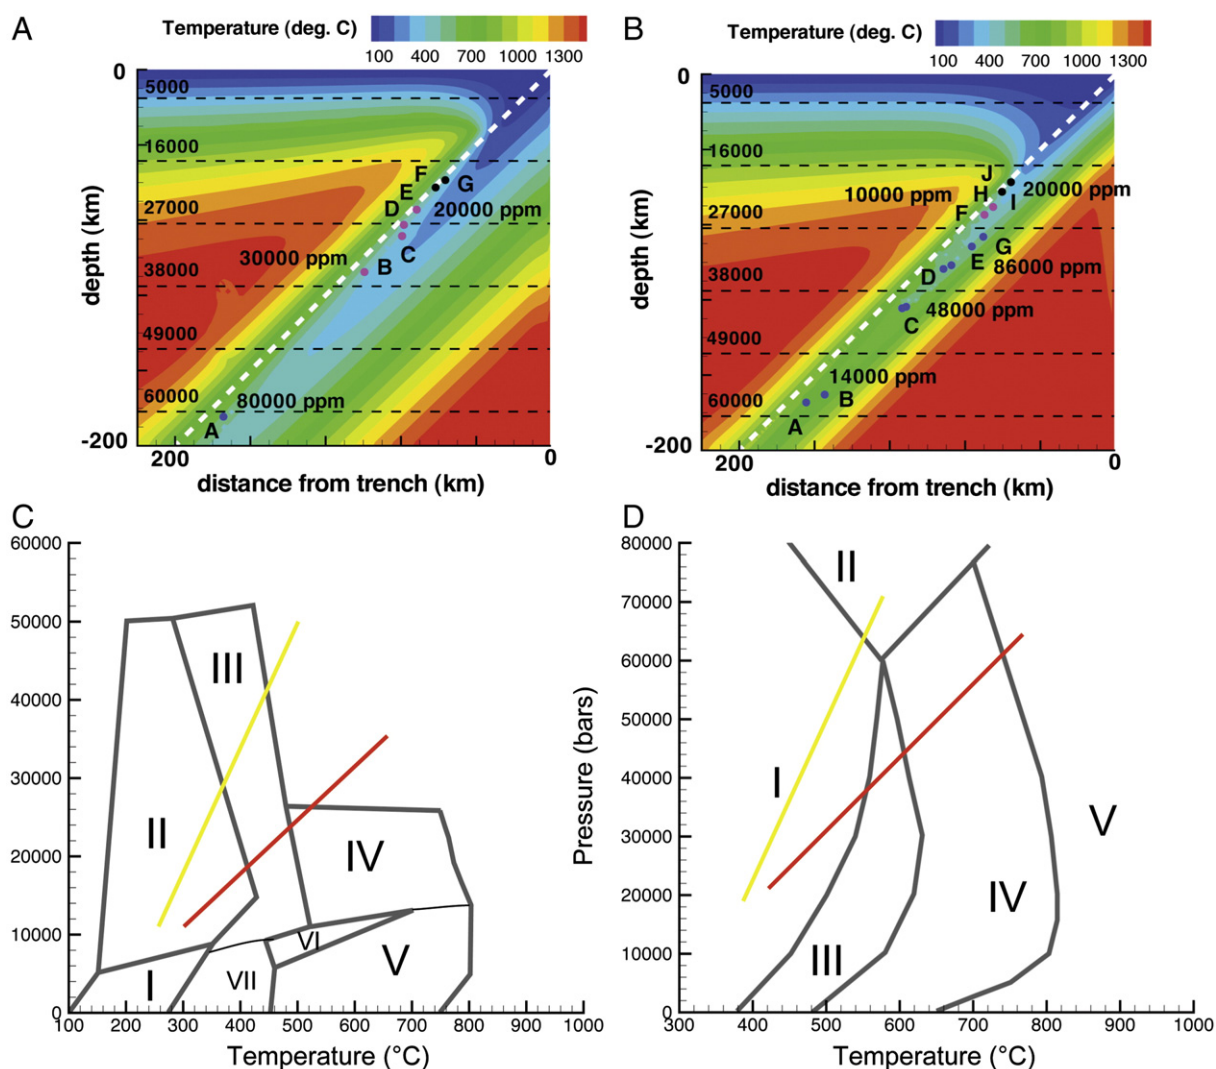 A
Temperature (deg. C)
100 400 700 1000 1300
0
5000
16000
27000
38000
49000
60000
-200
depth (km)
F
E
G
D
20000 ppm
C
30000 ppm
B
80000 ppm
A
200
0
distance from trench (km)
B
Temperature (deg. C)
100 400 700 1000 1300
0
5000
16000
27000
38000
49000
60000
-200
depth (km)
J
10000 ppm
H
20000 ppm
I
F
G
D
E
86000 ppm
48000 ppm
C
14000 ppm
B
A
200
0
distance from trench (km)
C
60000
50000
40000
30000
20000
10000
0
III
II
IV
VI
I
VII
V
100 200 300 400 500 600 700 800 900 1000
Temperature (°C)
D
80000
70000
60000
50000
40000
30000
20000
10000
0
Pressure (bars)
II
I
V
IV
III
300 400 500 600 700 800 900 1000
Temperature (°C)